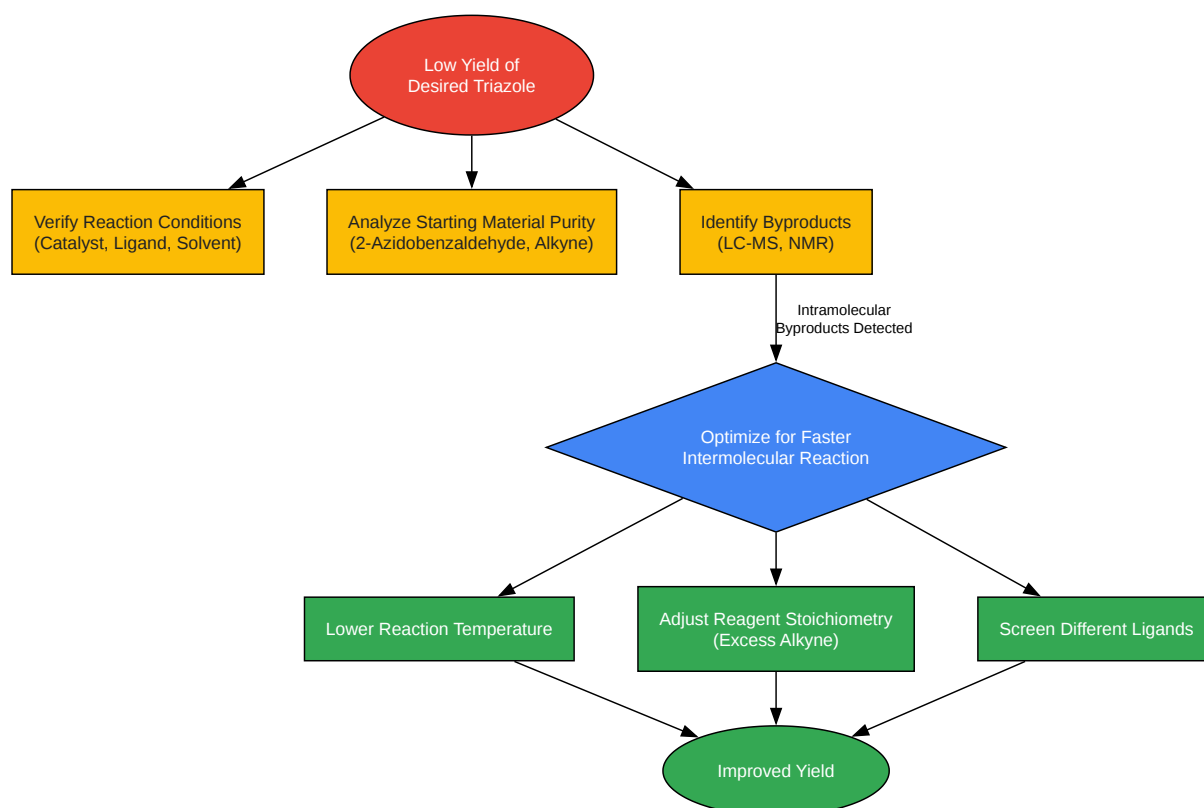 Low Yield of
Desired Triazole
Verify Reaction Conditions
(Catalyst, Ligand, Solvent)
Analyze Starting Material Purity
(2-Azidobenzaldehyde, Alkyne)
Identify Byproducts
(LC-MS, NMR)
Intramolecular
Byproducts Detected
Optimize for Faster
Intermolecular Reaction
Lower Reaction Temperature
Adjust Reagent Stoichiometry
(Excess Alkyne)
Screen Different Ligands
Improved Yield